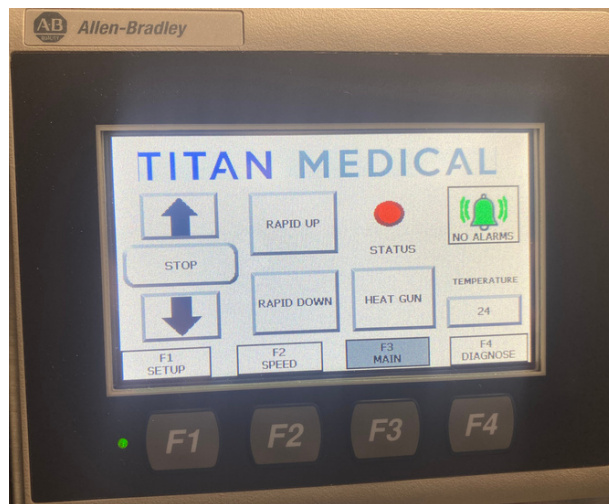 AB
Allen-Bradley
TITAN MEDICAL
RAPID UP
STATUS
NO ALARMS
STOP
RAPID DOWN
HEAT GUN
TEMPERATURE
24
F1
SETUP
F2
SPEED
F3
MAIN
F4
DIAGNOSE
F1
F2
F3
F4